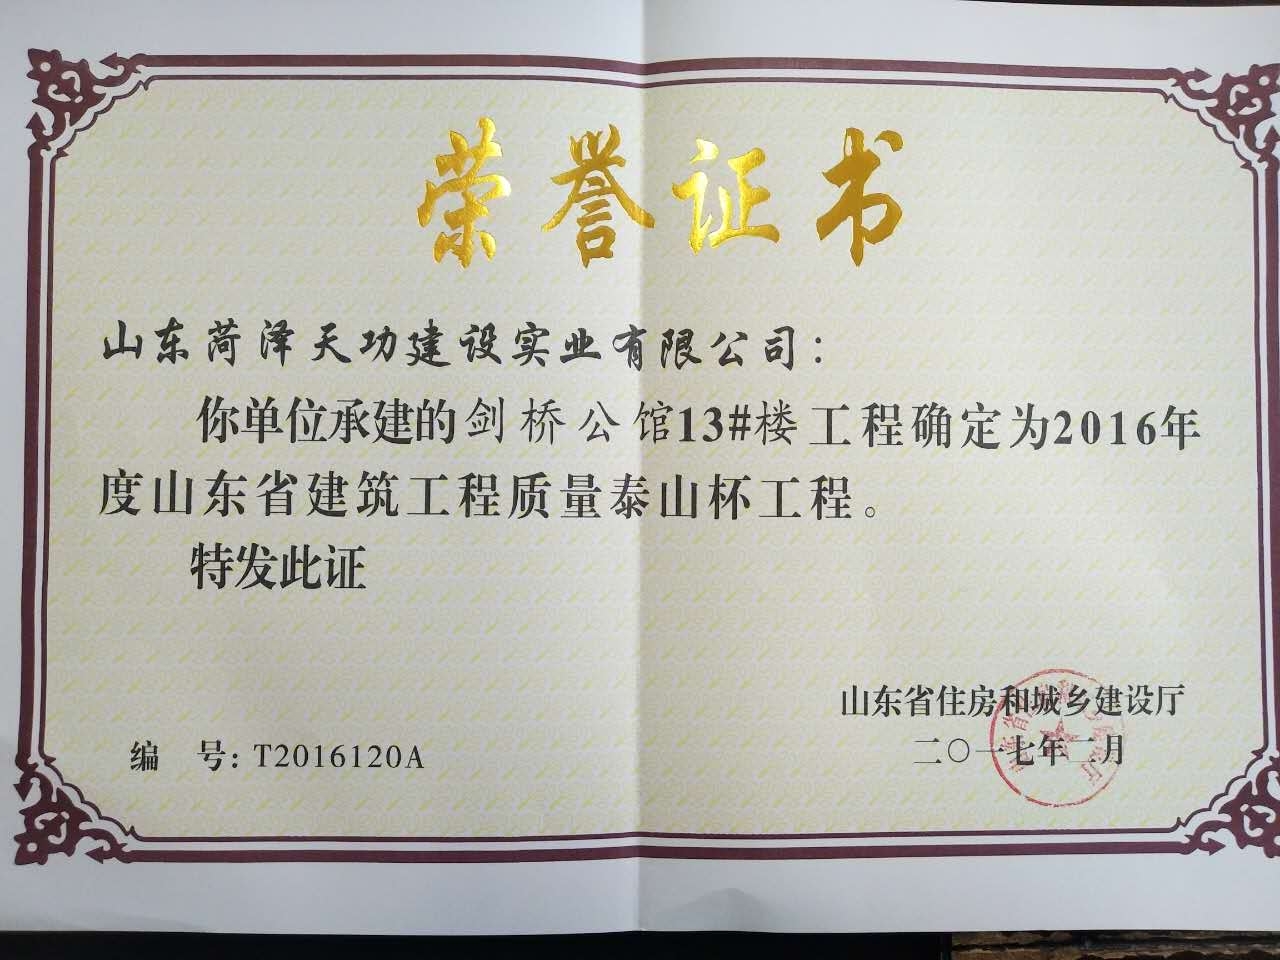 荣誉证书
山东菏泽天功建设实业有限公司：
你单位承建的剑桥公馆13#楼工程确定为2016年
度山东省建筑工程质量泰山杯工程。
特发此证
山东省住房和城乡建设厅
二〇一七年二月
编 号: T2016120A